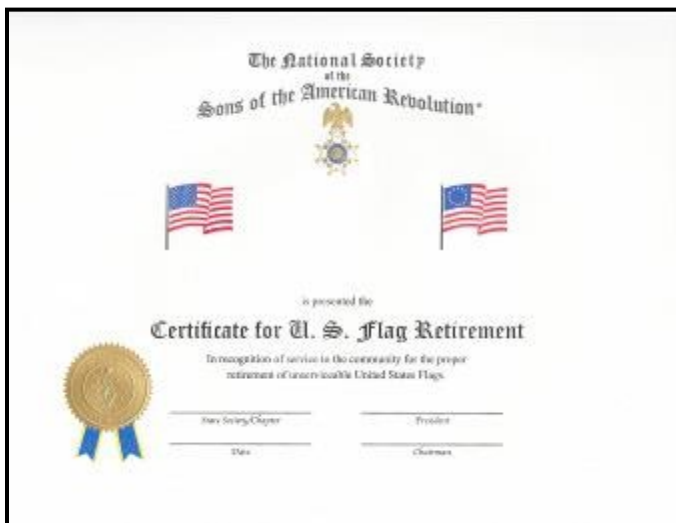 The National Society
of the
Sons of the American Revolution®
is presented the
Certificate for U. S. Flag Retirement
In recognition of service to the community for the proper
retirement of unserviceable United States Flags.
State Society/Chapter President
Date Chairman